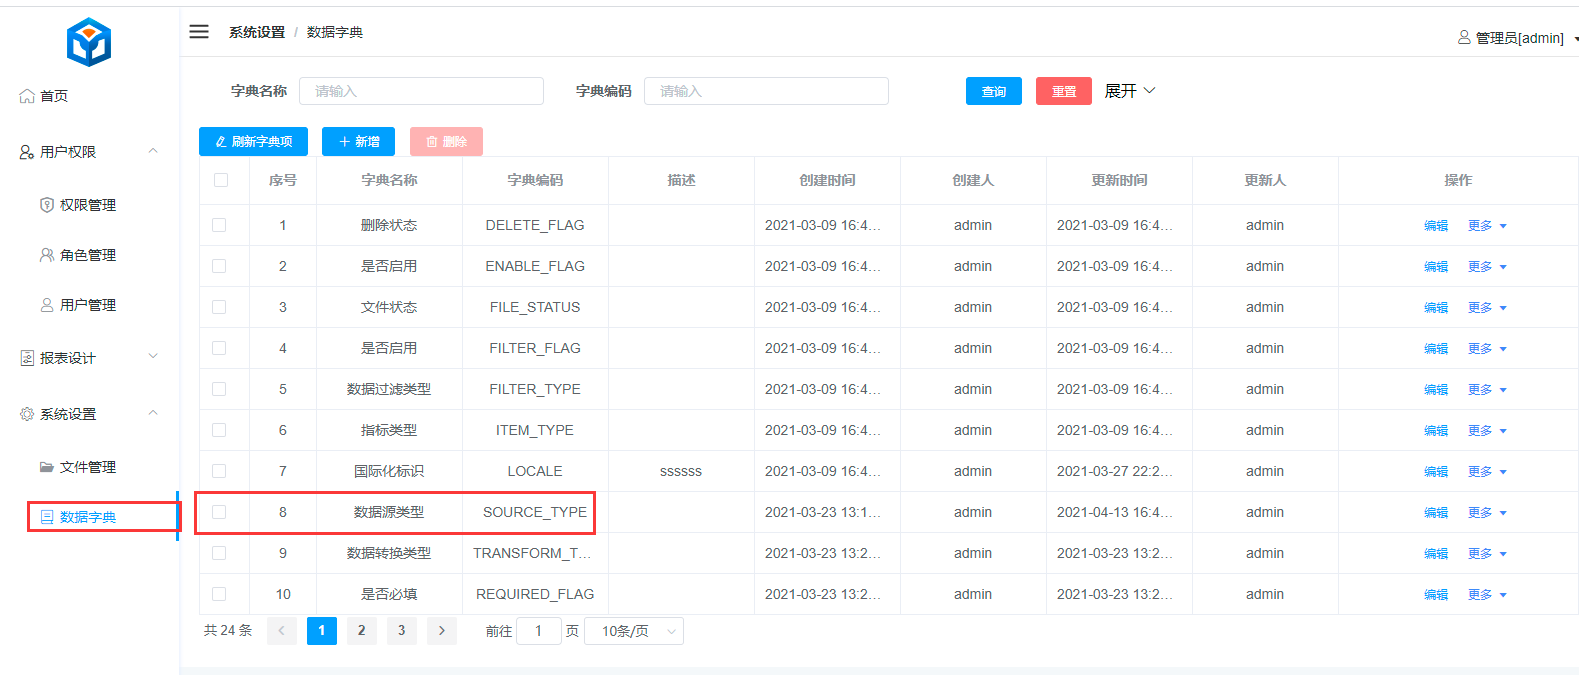 系统设置 / 数据字典
管理员[admin]
首页
用户权限
权限管理
角色管理
用户管理
报表设计
系统设置
文件管理
数据字典
字典名称 请输入 字典编码 请输入 查询 重置 展开
刷新字典项 新增 删除
序号 字典名称 字典编码 描述 创建时间 创建人 更新时间 更新人 操作
1 删除状态 DELETE_FLAG 2021-03-09 16:4... admin 2021-03-09 16:4... admin 编辑 更多
2 是否启用 ENABLE_FLAG 2021-03-09 16:4... admin 2021-03-09 16:4... admin 编辑 更多
3 文件状态 FILE_STATUS 2021-03-09 16:4... admin 2021-03-09 16:4... admin 编辑 更多
4 是否启用 FILTER_FLAG 2021-03-09 16:4... admin 2021-03-09 16:4... admin 编辑 更多
5 数据过滤类型 FILTER_TYPE 2021-03-09 16:4... admin 2021-03-09 16:4... admin 编辑 更多
6 指标类型 ITEM_TYPE 2021-03-09 16:4... admin 2021-03-09 16:4... admin 编辑 更多
7 国际化标识 LOCALE ssssss 2021-03-09 16:4... admin 2021-03-27 22:2... admin 编辑 更多
8 数据源类型 SOURCE_TYPE 2021-03-23 13:1... admin 2021-04-13 16:4... admin 编辑 更多
9 数据转换类型 TRANSFORM_T... 2021-03-23 13:2... admin 2021-03-23 13:2... admin 编辑 更多
10 是否必填 REQUIRED_FLAG 2021-03-23 13:2... admin 2021-03-23 13:2... admin 编辑 更多
共 24 条 < 1 2 3 > 前往 1 页 10条/页